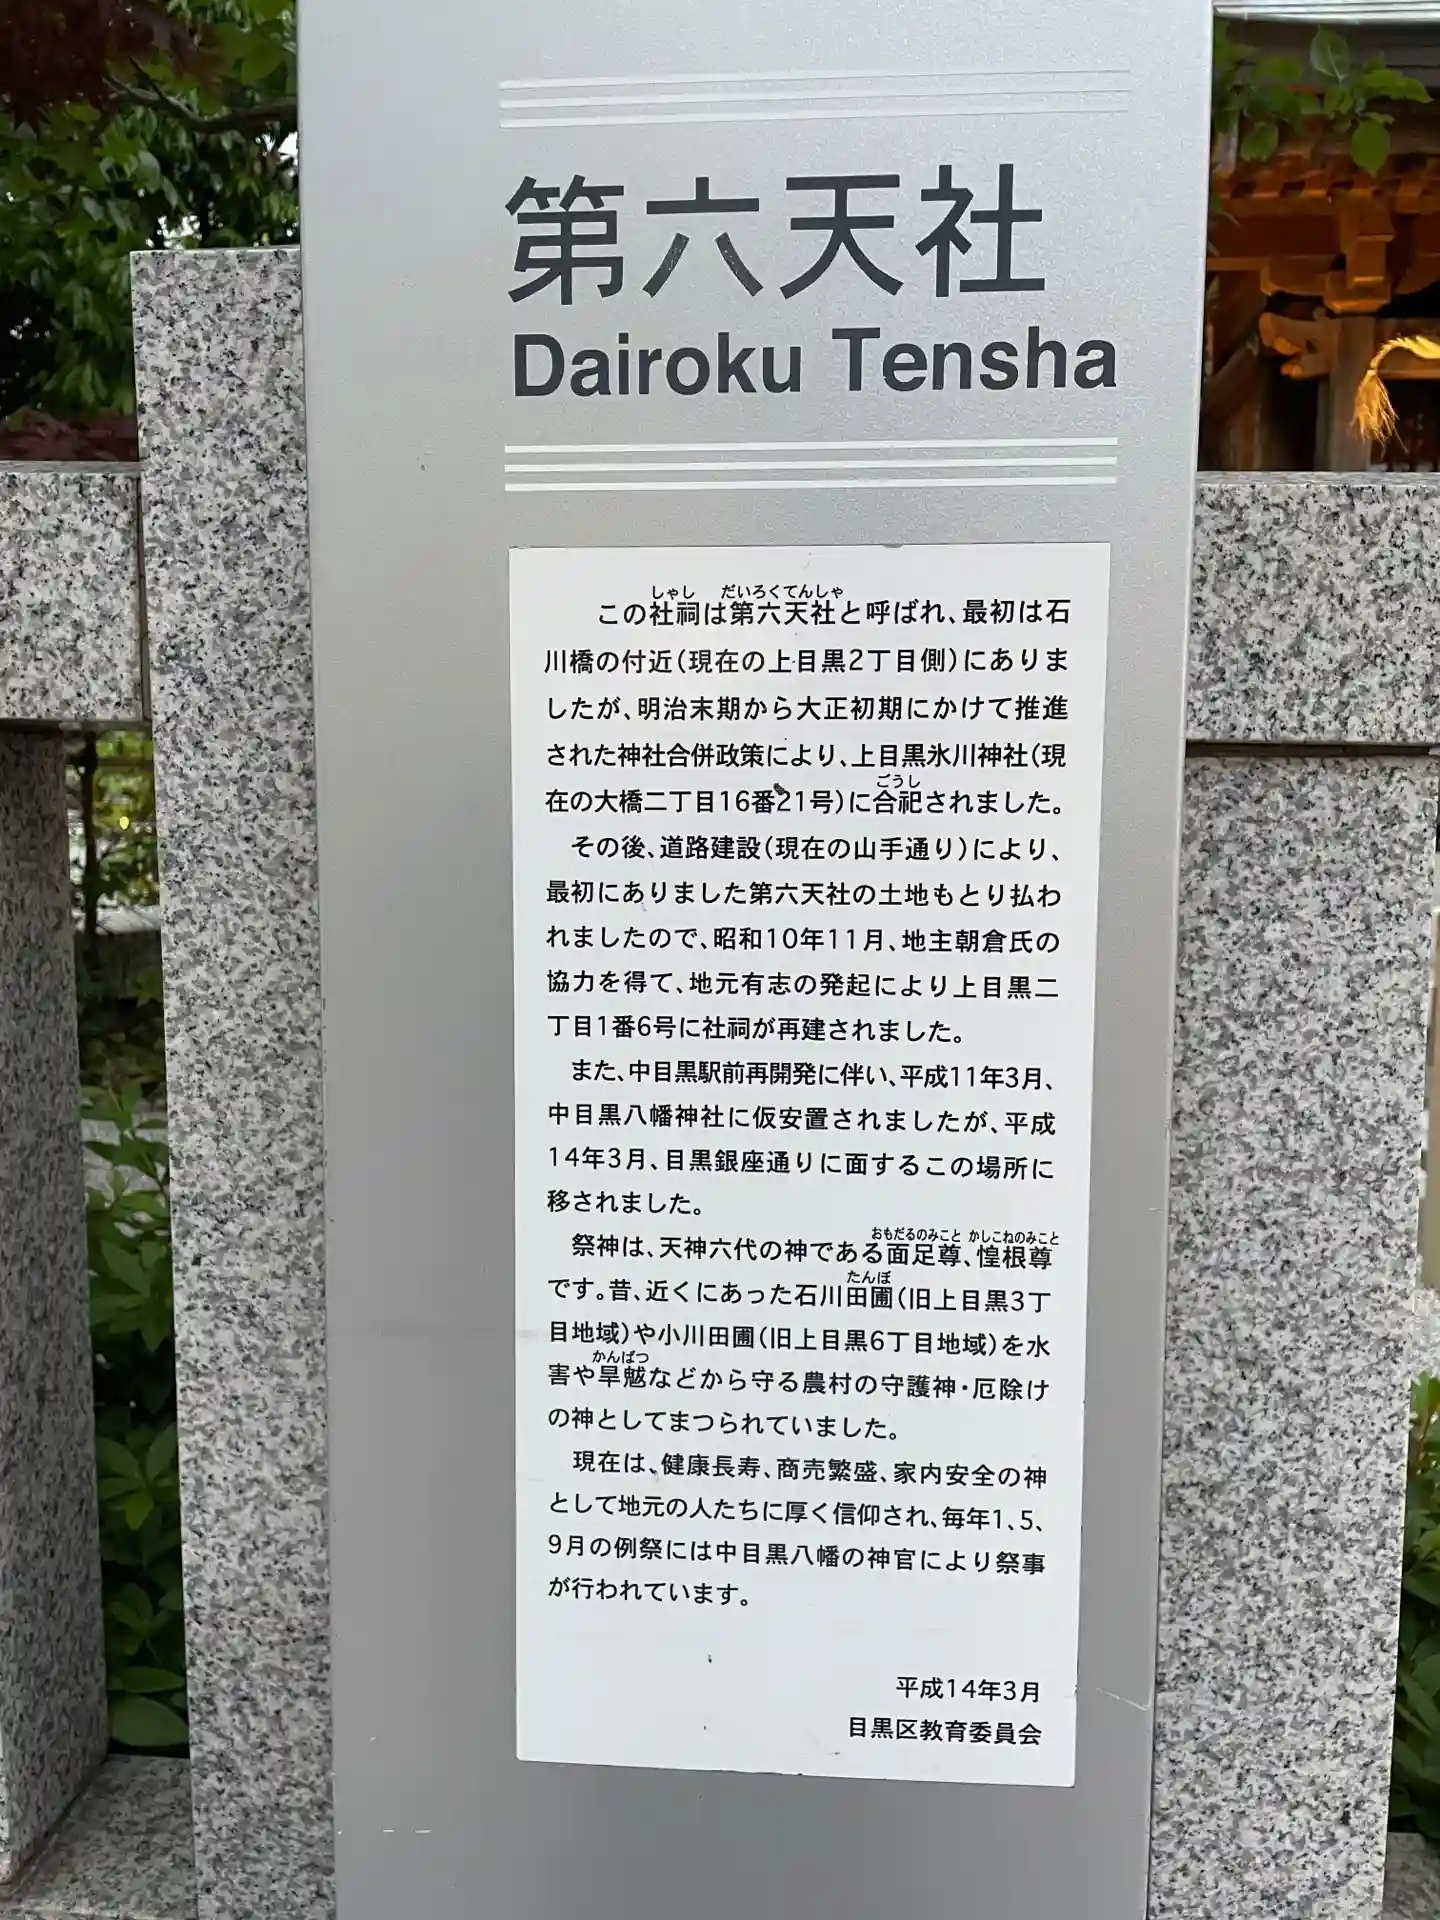 第六天社
Dairoku Tensha
しゃし だいろくてんしゃ
この社祠は第六天社と呼ばれ、最初は石
川橋の付近(現在の上目黒2丁目側)にありま
したが、明治末期から大正初期にかけて推進
された神社合併政策により、上目黒氷川神社(現
ごうし
在の大橋二丁目16番21号)に合祀されました。
その後、道路建設(現在の山手通り)により、
最初にありました第六天社の土地もとり払わ
れましたので、昭和10年11月、地主朝倉氏の
協力を得て、地元有志の発起により上目黒二
丁目1番6号に社祠が再建されました。
また、中目黒駅前再開発に伴い、平成11年3月、
中目黒八幡神社に仮安置されましたが、平成
14年3月、目黒銀座通りに面するこの場所に
移されました。
おもだるのみこと かしこねのみこと
祭神は、天神六代の神である面足尊、惶根尊
たんぼ
です。昔、近くにあった石川田圃(旧上目黒3丁
目地域)や小川田圃(旧上目黒6丁目地域)を水
かんばつ
害や旱魃などから守る農村の守護神・厄除け
の神としてまつられていました。
現在は、健康長寿、商売繁盛、家内安全の神
として地元の人たちに厚く信仰され、毎年1、5、
9月の例祭には中目黒八幡の神官により祭事
が行われています。
平成14年3月
目黒区教育委員会